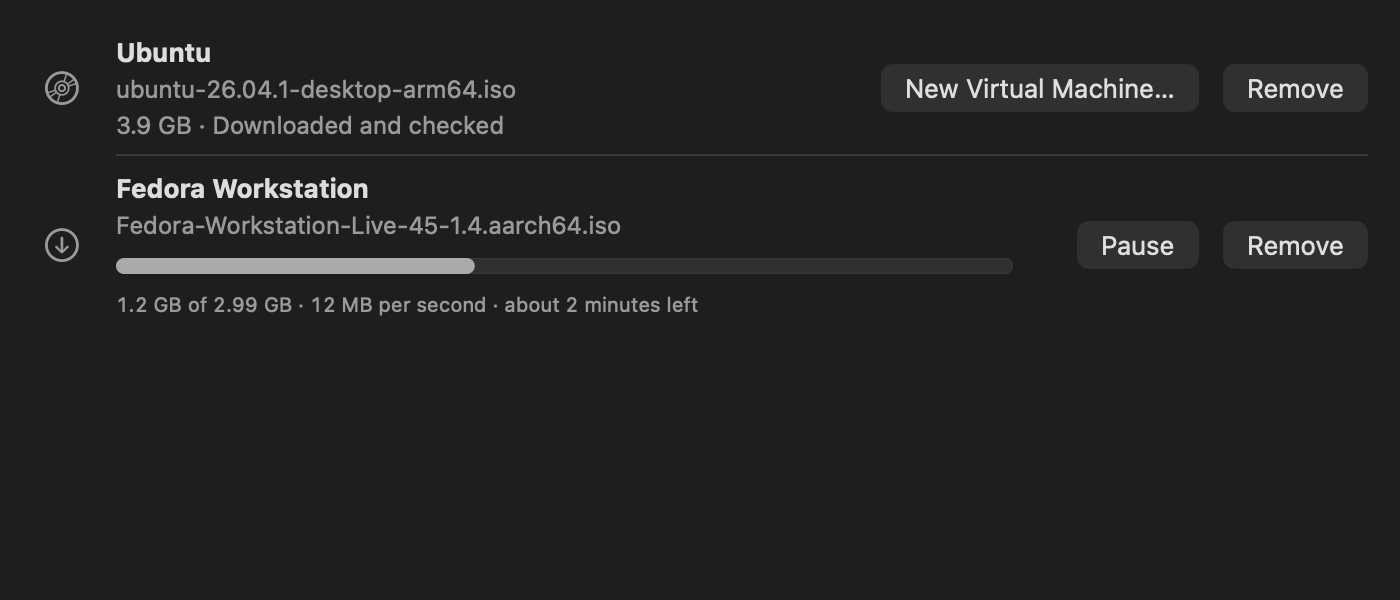 Ubuntu
ubuntu-26.04.1-desktop-arm64.iso
3.9 GB · Downloaded and checked
New Virtual Machine...
Remove
Fedora Workstation
Fedora-Workstation-Live-45-1.4.aarch64.iso
1.2 GB of 2.99 GB · 12 MB per second · about 2 minutes left
Pause
Remove